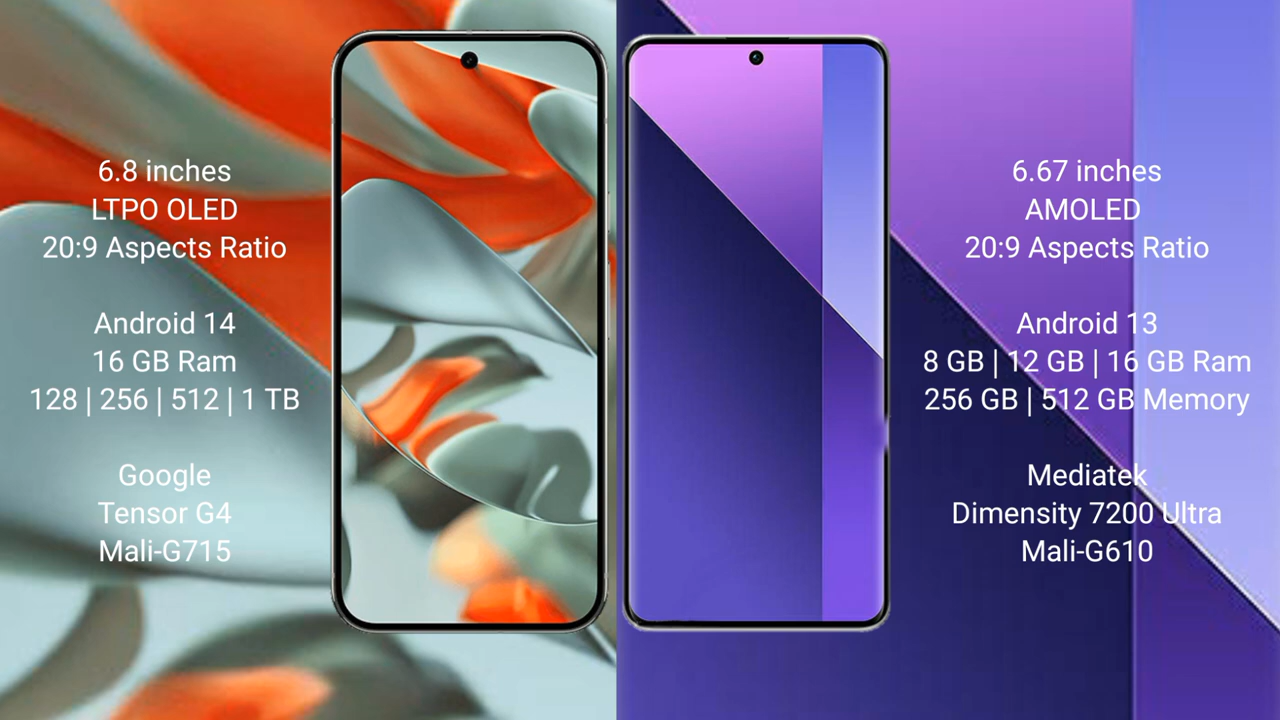 6.8 inches
LTPO OLED
20:9 Aspects Ratio
Android 14
16 GB Ram
128 | 256 | 512 | 1 TB
Google
Tensor G4
Mali-G715
6.67 inches
AMOLED
20:9 Aspects Ratio
Android 13
8 GB | 12 GB | 16 GB Ram
256 GB | 512 GB Memory
Mediatek
Dimensity 7200 Ultra
Mali-G610